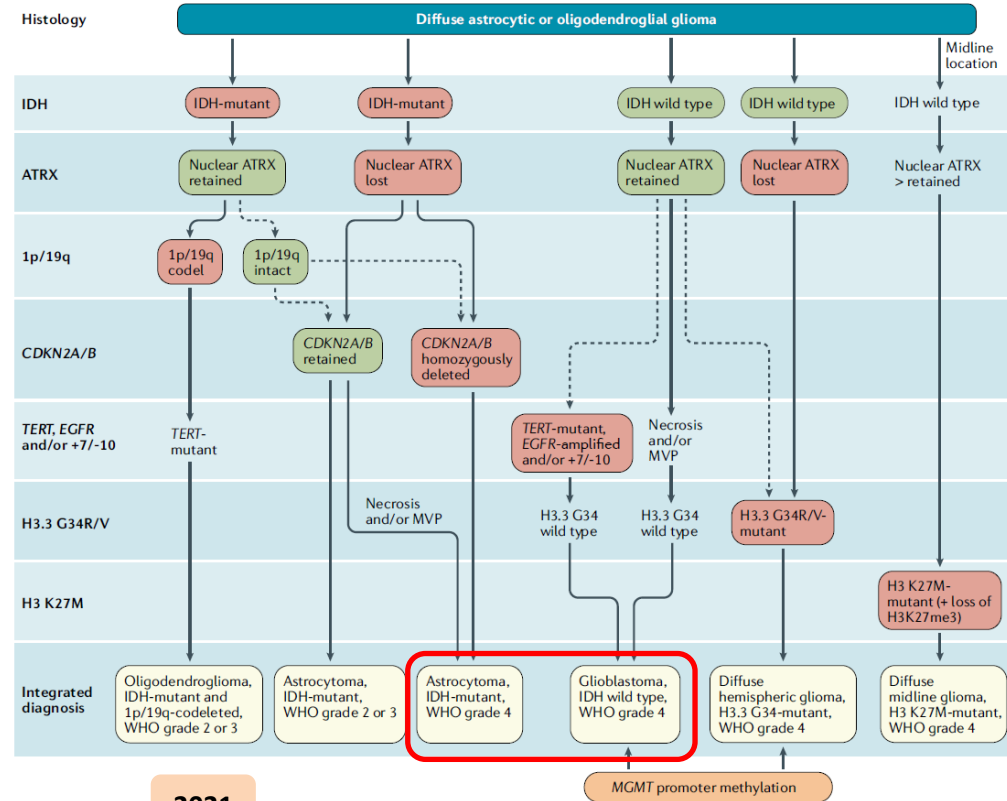 Histology
Diffuse astrocytic or oligodendroglial glioma
Midline
location
IDH
IDH-mutant
IDH-mutant
IDH wild type
IDH wild type
IDH wild type
ATRX
Nuclear ATRX
retained
Nuclear ATRX
lost
Nuclear ATRX
retained
Nuclear ATRX
lost
Nuclear ATRX
> retained
1p/19q
1p/19q
codel
1p/19q
intact
CDKN2A/B
CDKN2A/B
retained
CDKN2A/B
homozygously
deleted
TERT, EGFR
and/or +7/-10
TERT-
mutant
TERT-mutant,
EGFR-amplified
and/or +7/-10
Necrosis
and/or
MVP
H3.3 G34R/V
Necrosis
and/or MVP
H3.3 G34
wild type
H3.3 G34
wild type
H3.3 G34R/V-
mutant
H3 K27M
H3 K27M-
mutant (+ loss of
H3K27me3)
Integrated
diagnosis
Oligodendroglioma,
IDH-mutant and
1p/19q-codeleted,
WHO grade 2 or 3
Astrocytoma,
IDH-mutant,
WHO grade 2 or 3
Astrocytoma,
IDH-mutant,
WHO grade 4
Glioblastoma,
IDH wild type,
WHO grade 4
Diffuse
hemispheric glioma,
H3.3 G34-mutant,
WHO grade 4
Diffuse
midline glioma,
H3 K27M-mutant,
WHO grade 4
MGMT promoter methylation
2021